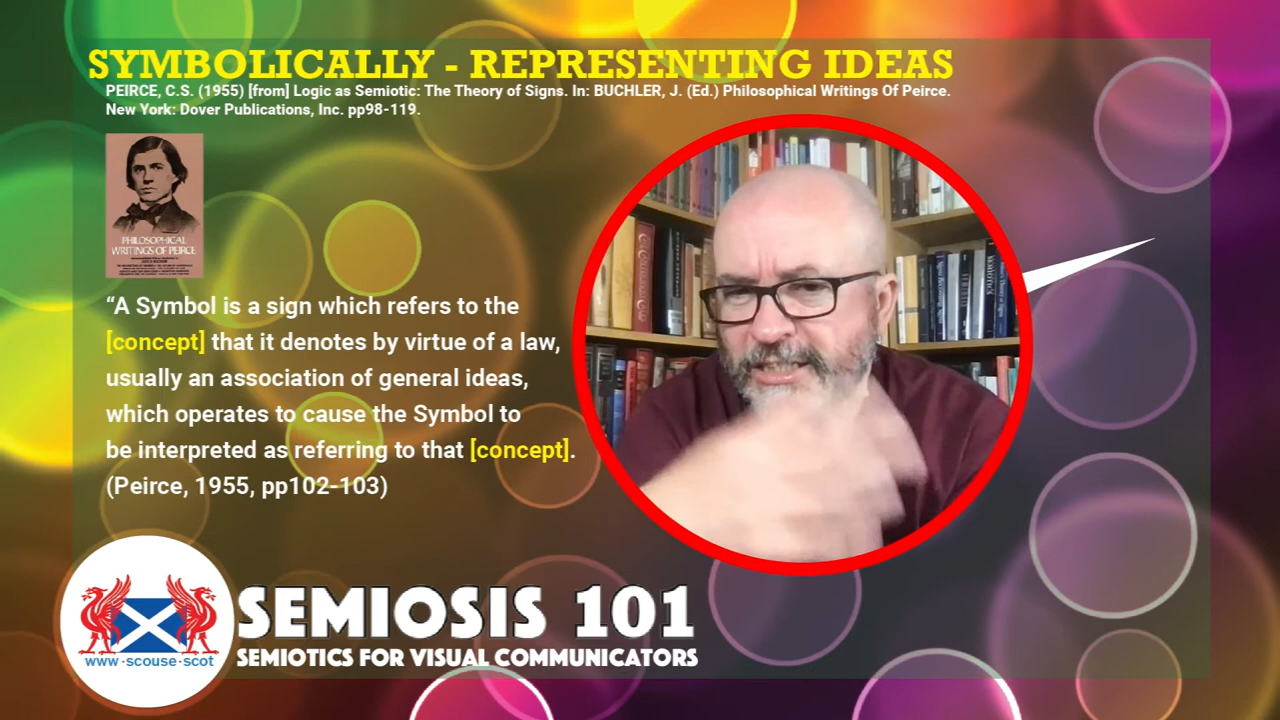 SYMBOLICALLY - REPRESENTING IDEAS
PEIRCE, C.S. (1955) [from] Logic as Semiotic: The Theory of Signs. In: BUCHLER, J. (Ed.) Philosophical Writings Of Peirce.
New York: Dover Publications, Inc. pp98-119.
PHILOSOPHICAL
WRITINGS OF PEIRCE
“A Symbol is a sign which refers to the
[concept] that it denotes by virtue of a law,
usually an association of general ideas,
which operates to cause the Symbol to
be interpreted as referring to that [concept].
(Peirce, 1955, pp102-103)
www·scouse·scot
SEMIOSIS 101
SEMIOTICS FOR VISUAL COMMUNICATORS